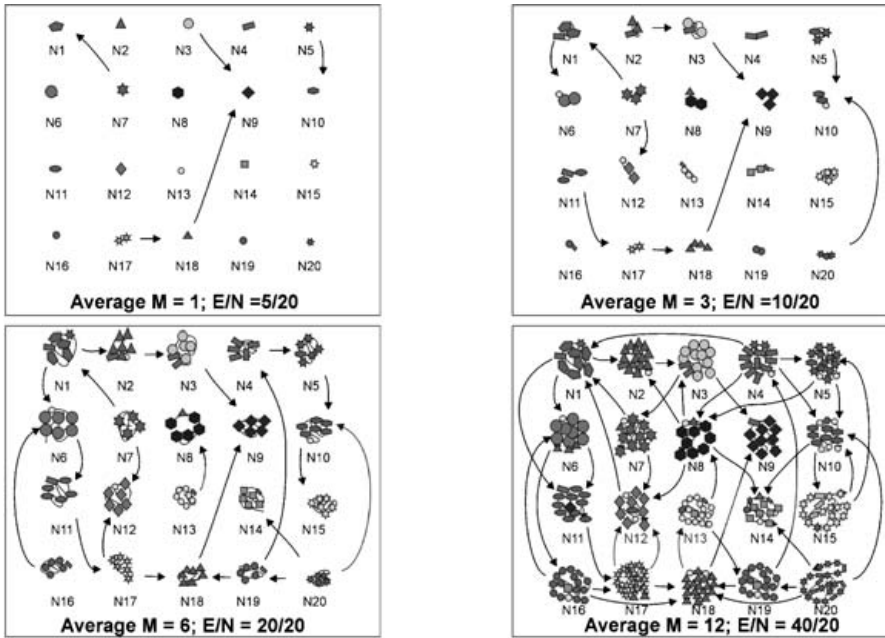 N1 N2 N3 N4 N5
N6 N7 N8 N9 N10
N11 N12 N13 N14 N15
N16 N17 N18 N19 N20
Average M = 1; E/N =5/20
N1 N2 N3 N4 N5
N6 N7 N8 N9 N10
N11 N12 N13 N14 N15
N16 N17 N18 N19 N20
Average M = 3; E/N =10/20
N1 N2 N3 N4 N5
N6 N7 N8 N9 N10
N11 N12 N13 N14 N15
N16 N17 N18 N19 N20
Average M = 6; E/N = 20/20
N1 N2 N3 N4 N5
N6 N7 N8 N9 N10
N11 N12 N13 N14 N15
N16 N17 N18 N19 N20
Average M = 12; E/N = 40/20